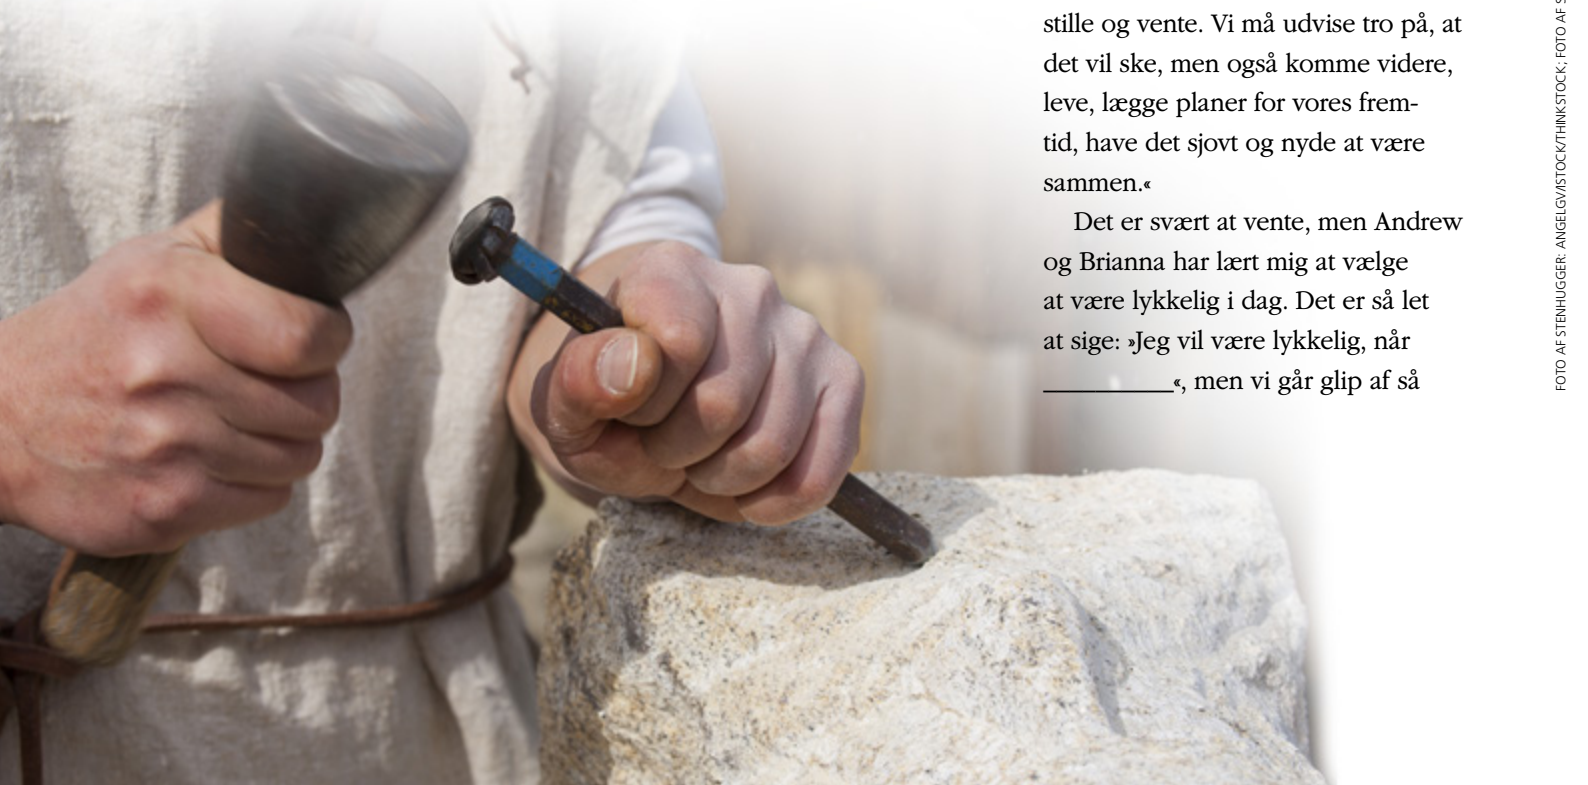 stille og vente. Vi må udvise tro på, at
det vil ske, men også komme videre,
leve, lægge planer for vores frem-
tid, have det sjovt og nyde at være
sammen.«
Det er svært at vente, men Andrew
og Brianna har lært mig at vælge
at være lykkelig i dag. Det er så let
at sige: »Jeg vil være lykkelig, når
__________«, men vi går glip af så
FOTO AF STENHUGGER: ANGELGV/ISTOCK/THINKSTOCK; FOTO AF